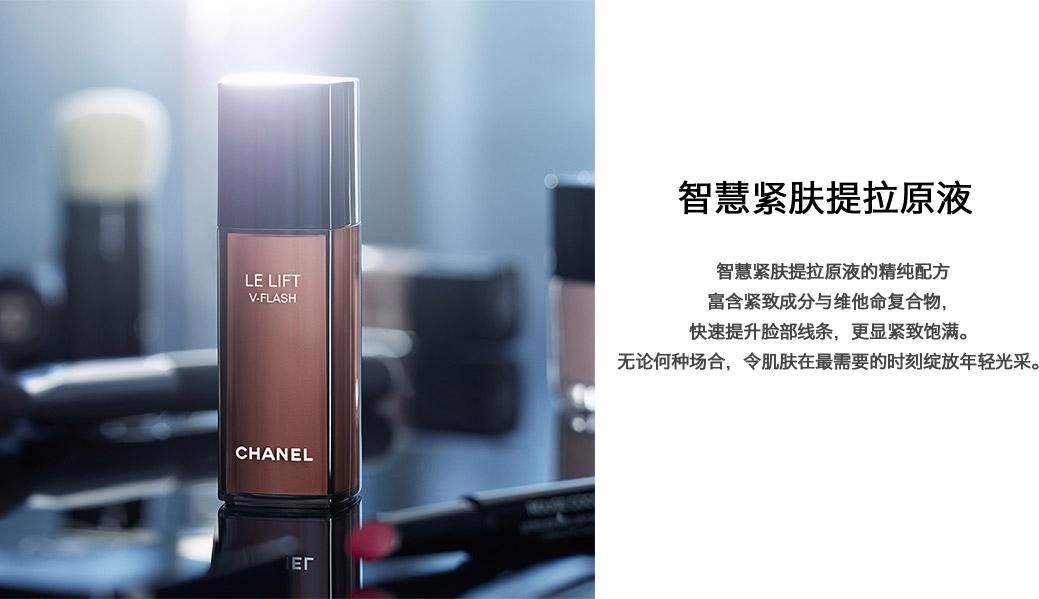 LE LIFT
V-FLASH
CHANEL
智慧紧肤提拉原液
智慧紧肤提拉原液的精纯配方
富含紧致成分与维他命复合物，
快速提升脸部线条，更显紧致饱满。
无论何种场合，令肌肤在最需要的时刻绽放年轻光采。